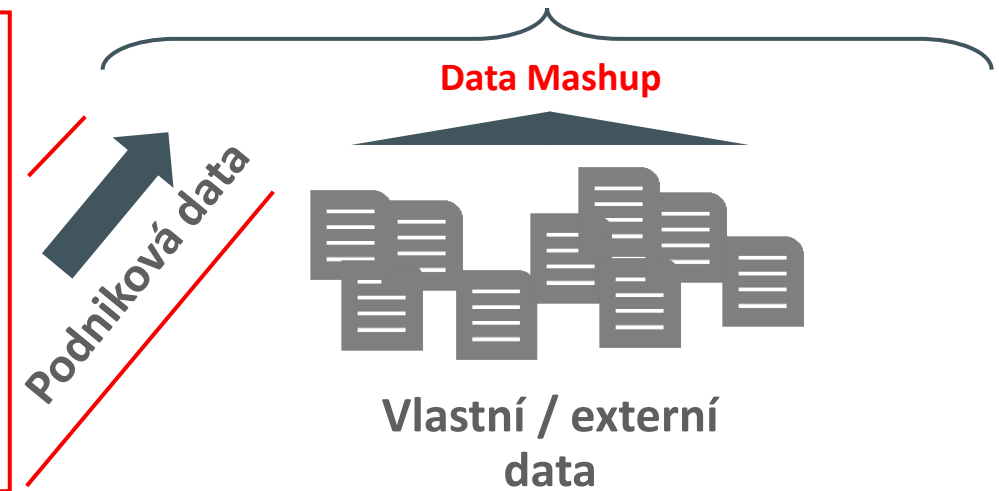 Data Mashup
Podniková data
Vlastní / externí
data